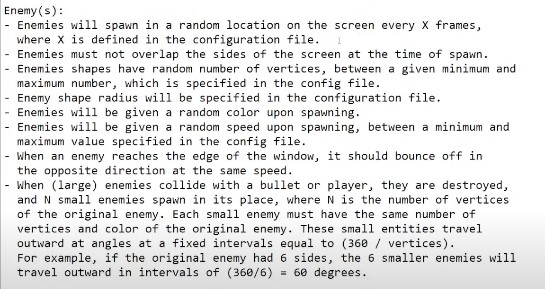 Enemy(s):
- Enemies will spawn in a random location on the screen every X frames,
where X is defined in the configuration file.
- Enemies must not overlap the sides of the screen at the time of spawn.
- Enemies shapes have random number of vertices, between a given minimum and
maximum number, which is specified in the config file.
- Enemy shape radius will be specified in the configuration file.
- Enemies will be given a random color upon spawning.
- Enemies will be given a random speed upon spawning, between a minimum and
maximum value specified in the config file.
- When an enemy reaches the edge of the window, it should bounce off in
the opposite direction at the same speed.
- When (large) enemies collide with a bullet or player, they are destroyed,
and N small enemies spawn in its place, where N is the number of vertices
of the original enemy. Each small enemy must have the same number of
vertices and color of the original enemy. These small entities travel
outward at angles at a fixed intervals equal to (360 / vertices).
For example, if the original enemy had 6 sides, the 6 smaller enemies will
travel outward in intervals of (360/6) = 60 degrees.